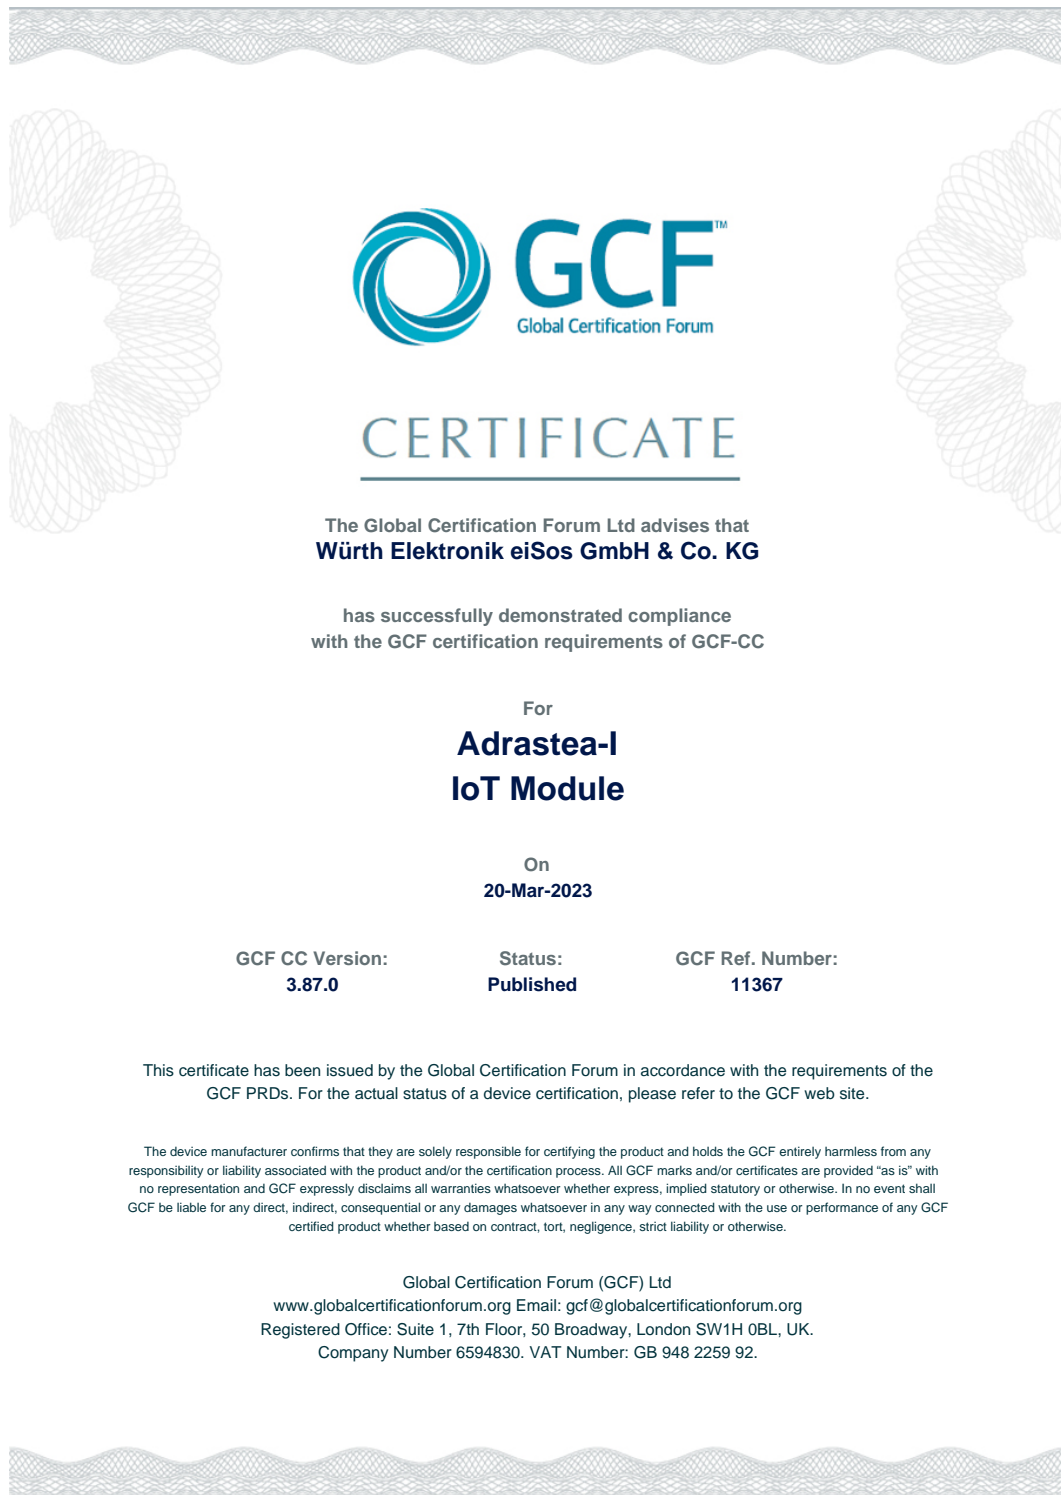 GCF™
Global Certification Forum
CERTIFICATE
The Global Certification Forum Ltd advises that
Würth Elektronik eiSos GmbH & Co. KG
has successfully demonstrated compliance
with the GCF certification requirements of GCF-CC
For
Adrastea-I
IoT Module
On
20-Mar-2023
GCF CC Version: Status: GCF Ref. Number:
3.87.0 Published 11367
This certificate has been issued by the Global Certification Forum in accordance with the requirements of the
GCF PRDs. For the actual status of a device certification, please refer to the GCF web site.
The device manufacturer confirms that they are solely responsible for certifying the product and holds the GCF entirely harmless from any
responsibility or liability associated with the product and/or the certification process. All GCF marks and/or certificates are provided “as is” with
no representation and GCF expressly disclaims all warranties whatsoever whether express, implied statutory or otherwise. In no event shall
GCF be liable for any direct, indirect, consequential or any damages whatsoever in any way connected with the use or performance of any GCF
certified product whether based on contract, tort, negligence, strict liability or otherwise.
Global Certification Forum (GCF) Ltd
www.globalcertificationforum.org Email: gcf@globalcertificationforum.org
Registered Office: Suite 1, 7th Floor, 50 Broadway, London SW1H 0BL, UK.
Company Number 6594830. VAT Number: GB 948 2259 92.